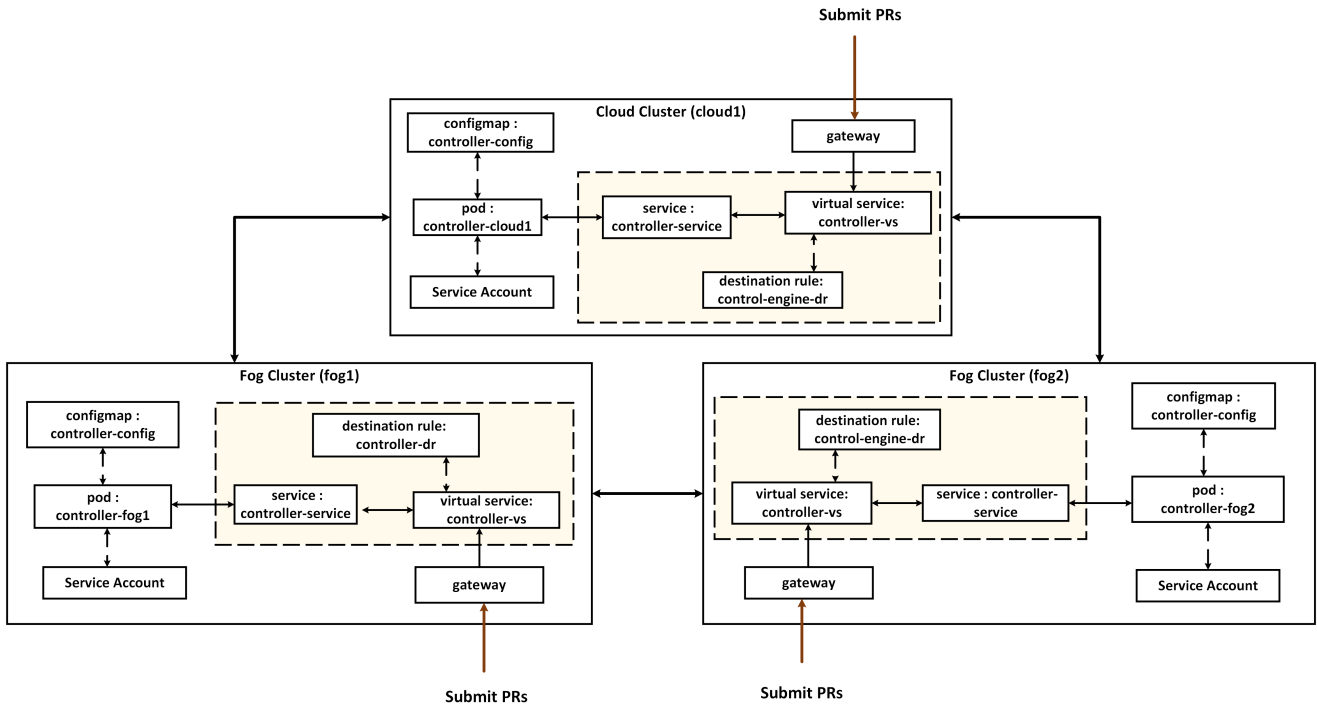 Submit PRs
Cloud Cluster (cloud1)
configmap :
controller-config
gateway
pod :
controller-cloud1
service :
controller-service
virtual service:
controller-vs
Service Account
destination rule:
control-engine-dr
Fog Cluster (fog1)
configmap :
controller-config
destination rule:
controller-dr
pod :
controller-fog1
service :
controller-service
virtual service:
controller-vs
Service Account
gateway
Submit PRs
Fog Cluster (fog2)
destination rule:
control-engine-dr
configmap :
controller-config
virtual service:
controller-vs
service : controller-
service
pod :
controller-fog2
gateway
Service Account
Submit PRs